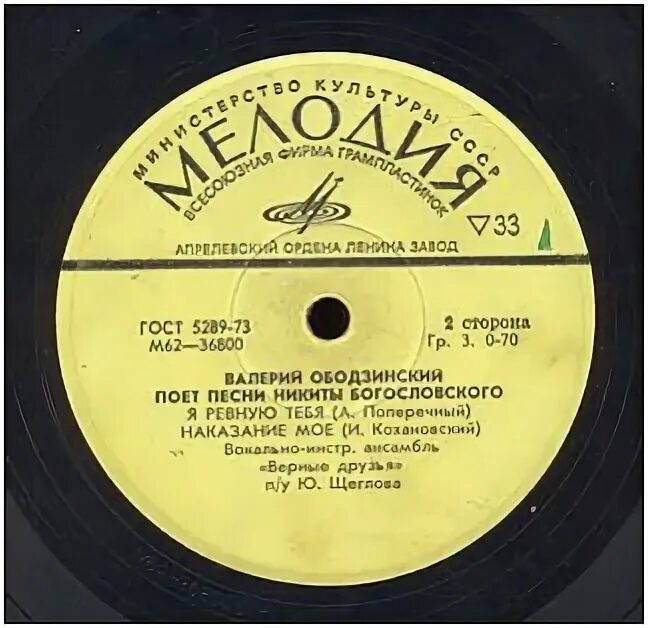 МИНИСТЕРСТВО КУЛЬТУРЫ СССР
МЕЛОДИЯ
ВСЕСОЮЗНАЯ ФИРМА ГРАМПЛАСТИНОК
▽33
АПРЕЛЕВСКИЙ ОРДЕНА ЛЕНИНА ЗАВОД
ГОСТ 5289-73
М62—36800
2 сторона
Гр. 3. 0-70
ВАЛЕРИЙ ОБОДЗИНСКИЙ
ПОЕТ ПЕСНИ НИКИТЫ БОГОСЛОВСКОГО
Я РЕВНУЮ ТЕБЯ (Л. Поперечный)
НАКАЗАНИЕ МОЕ (И. Кохановский)
Вокально-инстр. ансамбль
«Верные друзья»
п/у Ю. Щеглова